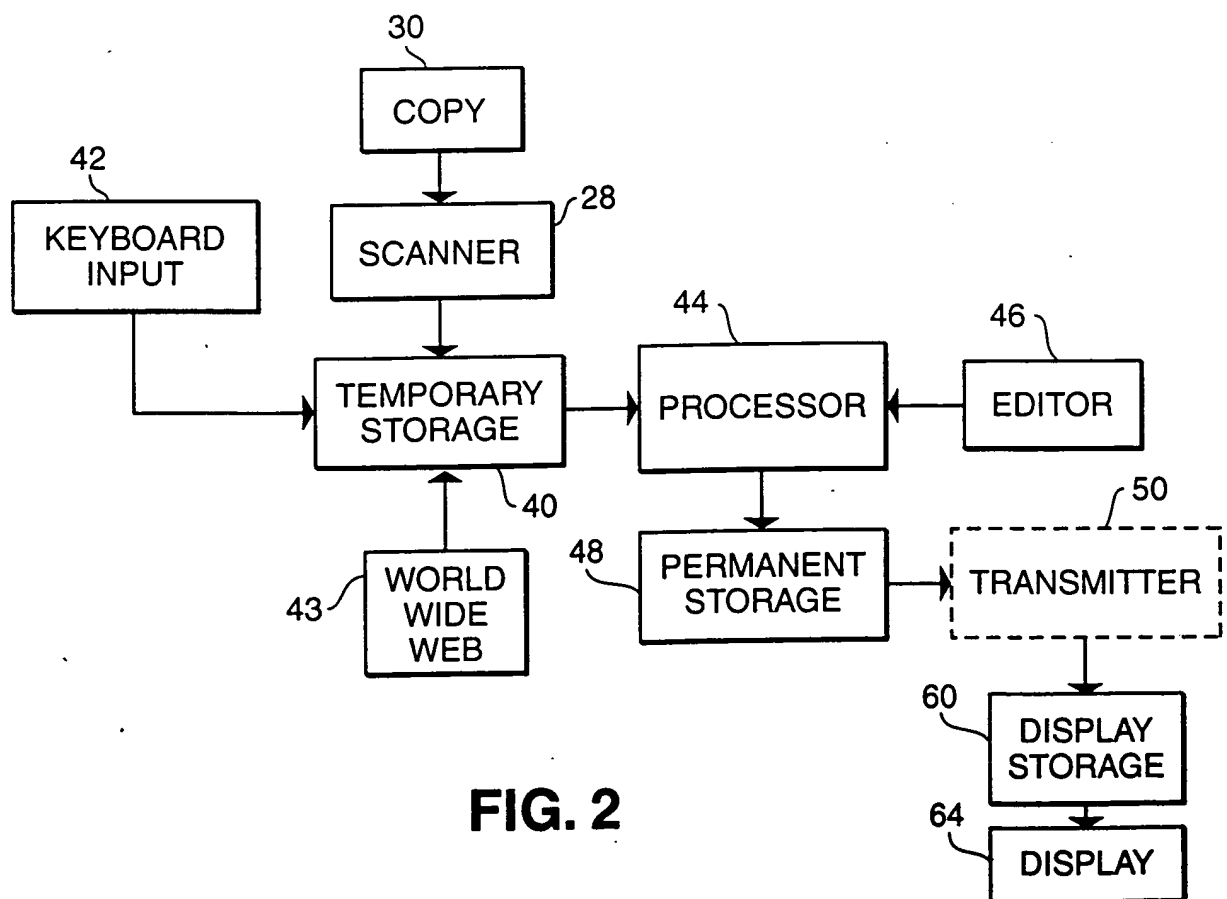 30
COPY
42
KEYBOARD
INPUT
28
SCANNER
44
46
TEMPORARY
STORAGE
PROCESSOR
EDITOR
40
50
43
WORLD
WIDE
WEB
48
PERMANENT
STORAGE
TRANSMITTER
60
DISPLAY
STORAGE
FIG. 2
64
DISPLAY